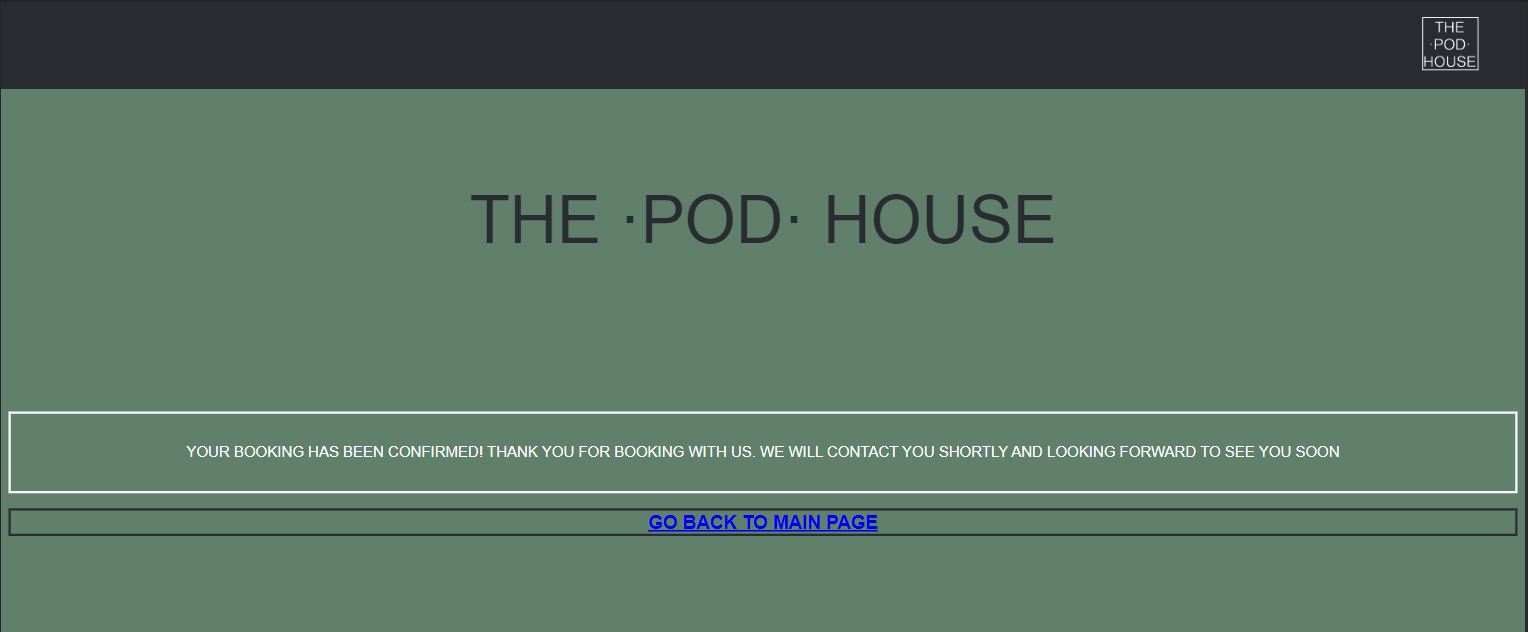 THE
·POD·
HOUSE
THE ·POD· HOUSE
YOUR BOOKING HAS BEEN CONFIRMED! THANK YOU FOR BOOKING WITH US. WE WILL CONTACT YOU SHORTLY AND LOOKING FORWARD TO SEE YOU SOON
GO BACK TO MAIN PAGE